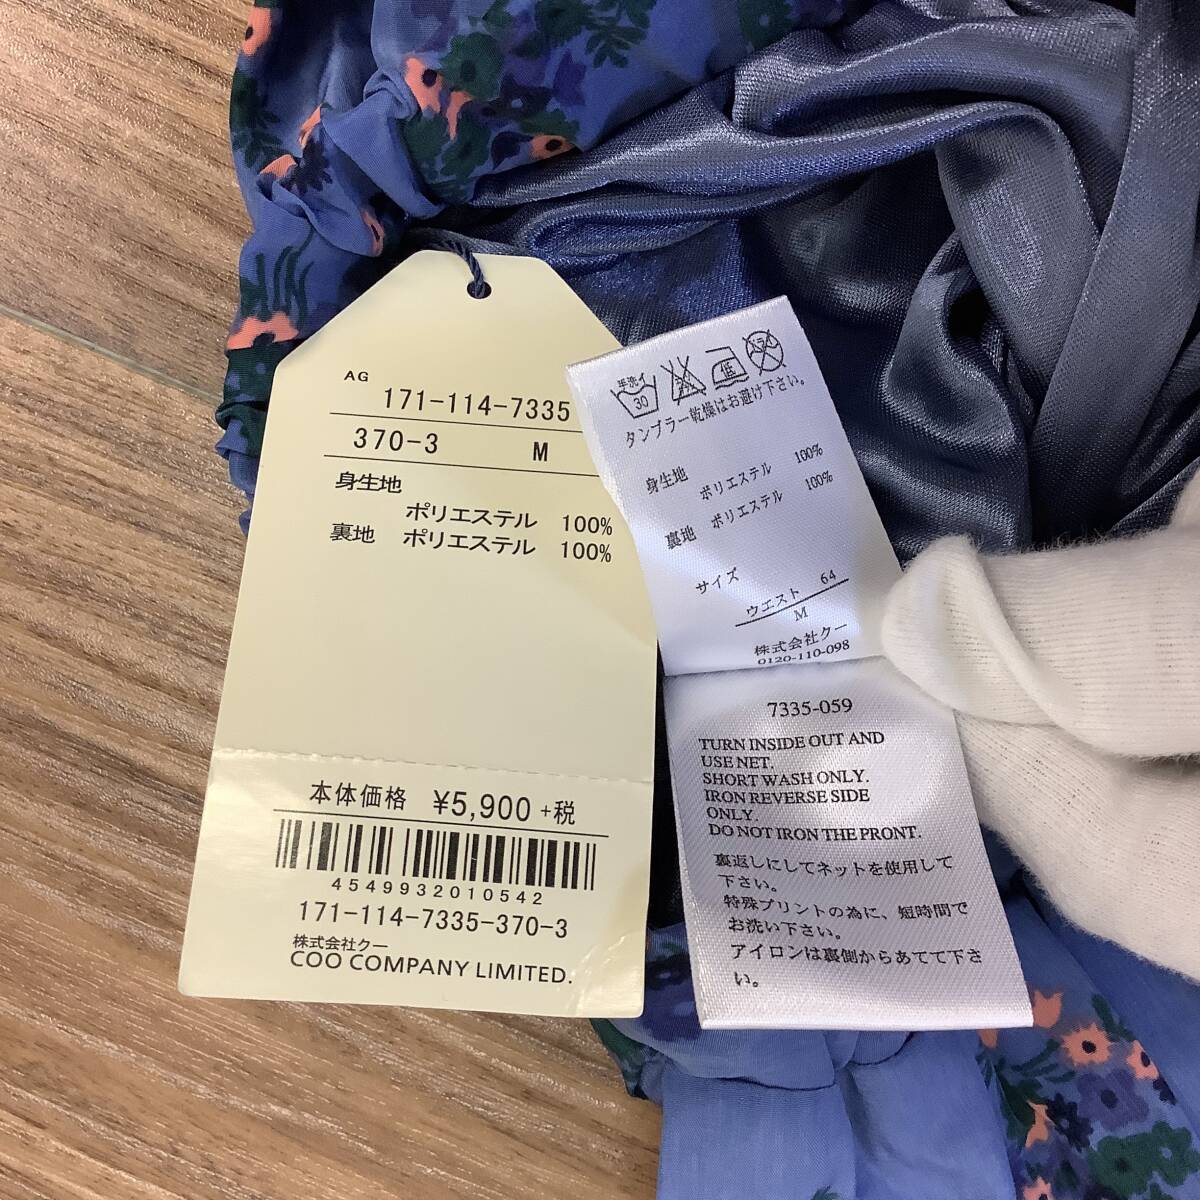 AG
171-114-7335
370-3 M
身生地
ポリエステル 100%
裏地 ポリエステル 100%
本体価格 ¥5,900 +税
4549932010542
171-114-7335-370-3
株式会社クー
COO COMPANY LIMITED.
手洗イ
30
低
ドライ
タンブラー乾燥はお避け下さい。
身生地
ポリエステル 100%
裏地 ポリエステル 100%
サイズ
ウエスト 64
M
株式会社クー
0120-110-098
7335-059
TURN INSIDE OUT AND
USE NET.
SHORT WASH ONLY.
IRON REVERSE SIDE
ONLY.
DO NOT IRON THE PRONT.
裏返しにしてネットを使用して
下さい。
特殊プリントの為に、短時間で
お洗い下さい。
アイロンは裏側からあてて下さ
い。